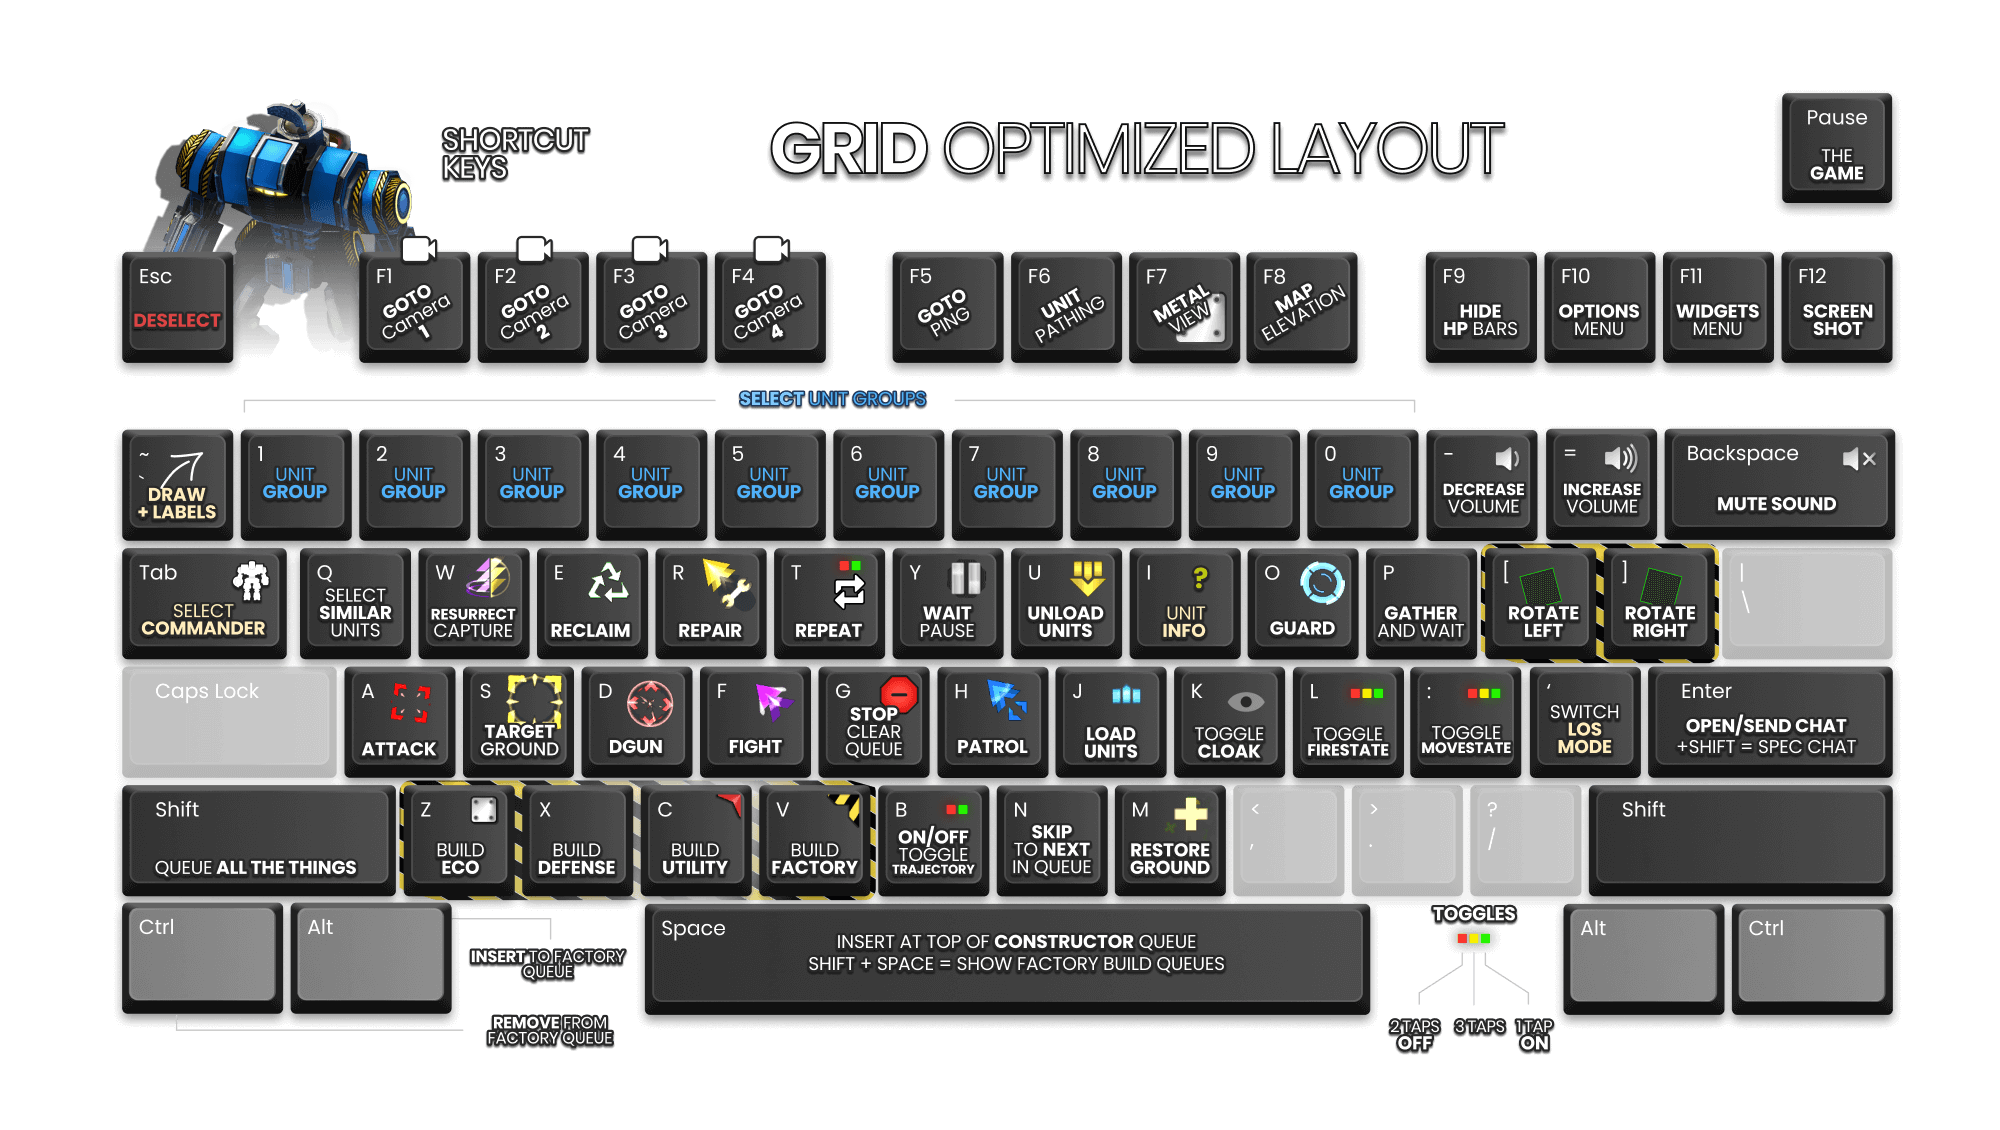 SHORTCUT
KEYS
GRID OPTIMIZED LAYOUT
Pause
THE
GAME
Esc
DESELECT
F1
GOTO
Camera
1
F2
GOTO
Camera
2
F3
GOTO
Camera
3
F4
GOTO
Camera
4
F5
GOTO
PING
F6
UNIT
PATHING
F7
METAL
VIEW
F8
MAP
ELEVATION
F9
HIDE
HP BARS
F10
OPTIONS
MENU
F11
WIDGETS
MENU
F12
SCREEN
SHOT
SELECT UNIT GROUPS
~
`
DRAW
+ LABELS
1
UNIT
GROUP
2
UNIT
GROUP
3
UNIT
GROUP
4
UNIT
GROUP
5
UNIT
GROUP
6
UNIT
GROUP
7
UNIT
GROUP
8
UNIT
GROUP
9
UNIT
GROUP
0
UNIT
GROUP
-
DECREASE
VOLUME
=
INCREASE
VOLUME
Backspace
MUTE SOUND
Tab
SELECT
COMMANDER
Q
SELECT
SIMILAR
UNITS
W
RESURRECT
CAPTURE
E
RECLAIM
R
REPAIR
T
REPEAT
Y
WAIT
PAUSE
U
UNLOAD
UNITS
I
?
UNIT
INFO
O
GUARD
P
GATHER
AND WAIT
[
ROTATE
LEFT
]
ROTATE
RIGHT
|
\
Caps Lock
A
ATTACK
S
TARGET
GROUND
D
DGUN
F
FIGHT
G
STOP
CLEAR
QUEUE
H
PATROL
J
LOAD
UNITS
K
TOGGLE
CLOAK
L
TOGGLE
FIRESTATE
:
TOGGLE
MOVESTATE
‘
SWITCH
LOS
MODE
Enter
OPEN/SEND CHAT
+SHIFT = SPEC CHAT
Shift
QUEUE ALL THE THINGS
Z
BUILD
ECO
X
BUILD
DEFENSE
C
BUILD
UTILITY
V
BUILD
FACTORY
B
ON/OFF
TOGGLE
TRAJECTORY
N
SKIP
TO NEXT
IN QUEUE
M
RESTORE
GROUND
<
,
>
.
?
/
Shift
Ctrl
Alt
INSERT TO FACTORY
QUEUE
REMOVE FROM
FACTORY QUEUE
Space
INSERT AT TOP OF CONSTRUCTOR QUEUE
SHIFT + SPACE = SHOW FACTORY BUILD QUEUES
TOGGLES
2 TAPS
OFF
3 TAPS
1 TAP
ON
Alt
Ctrl